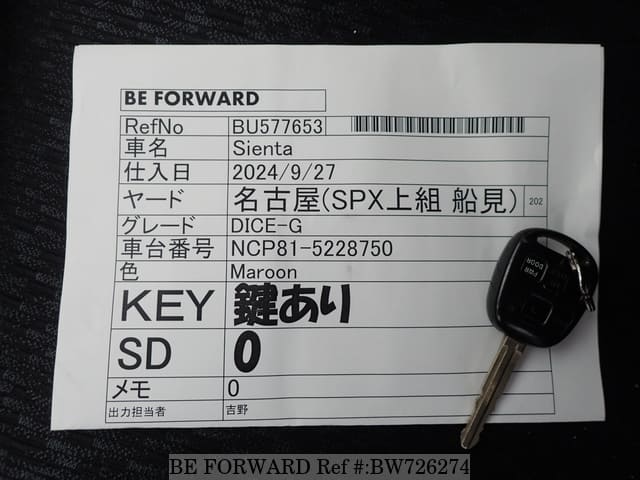 BE FORWARD
RefNo BU577653
車名 Sienta
仕入日 2024/9/27
ヤード 名古屋(SPX上組 船見) 202
グレード DICE-G
車台番号 NCP81-5228750
色 Maroon
KEY 鍵あり
SD 0
メモ 0
出力担当者 吉野
PWR DOOR
BE FORWARD Ref #:BW726274